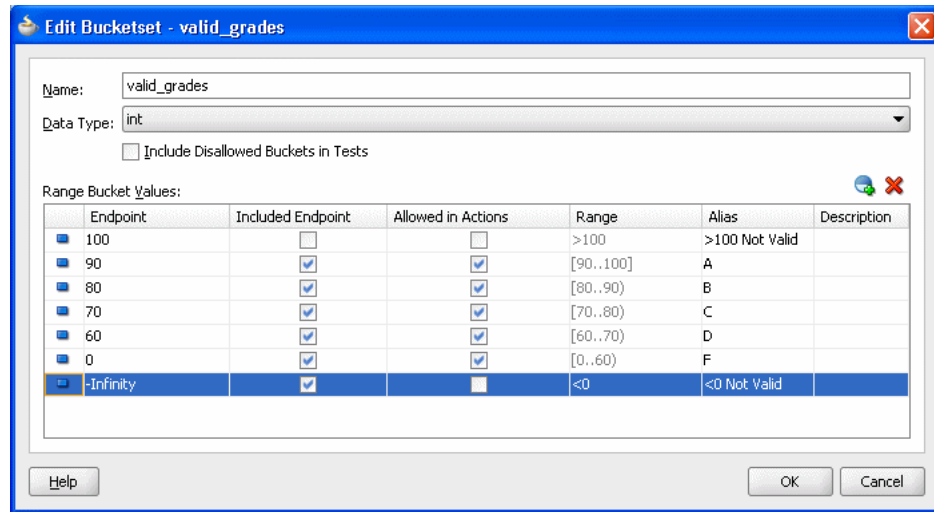 Edit Bucketset - valid_grades
Name: valid_grades
Data Type: int
Include Disallowed Buckets in Tests
Range Bucket Values:
Endpoint Included Endpoint Allowed in Actions Range Alias Description
100 >100 >100 Not Valid
90 [90..100] A
80 [80..90) B
70 [70..80) C
60 [60..70) D
0 [0..60) F
-Infinity <0 <0 Not Valid
Help OK Cancel